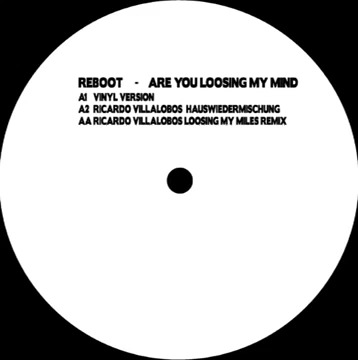 REBOOT - ARE YOU LOOSING MY MIND
A1 VINYL VERSION
A2 RICARDO VILLALOBOS HAUSWIEDERMISCHUNG
AA RICARDO VILLALOBOS LOOSING MY MILES REMIX